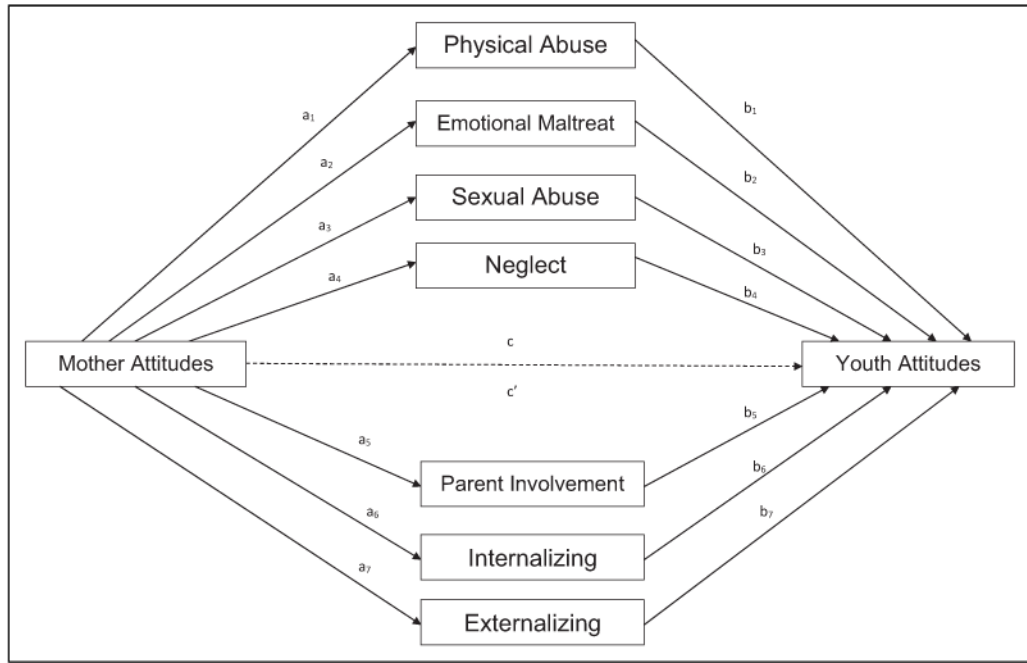 Physical Abuse
a₁
b₁
Emotional Maltreat
a₂
b₂
Sexual Abuse
a₃
b₃
Neglect
a₄
b₄
Mother Attitudes
c
c’
Youth Attitudes
a₅
b₅
Parent Involvement
a₆
b₆
Internalizing
a₇
b₇
Externalizing